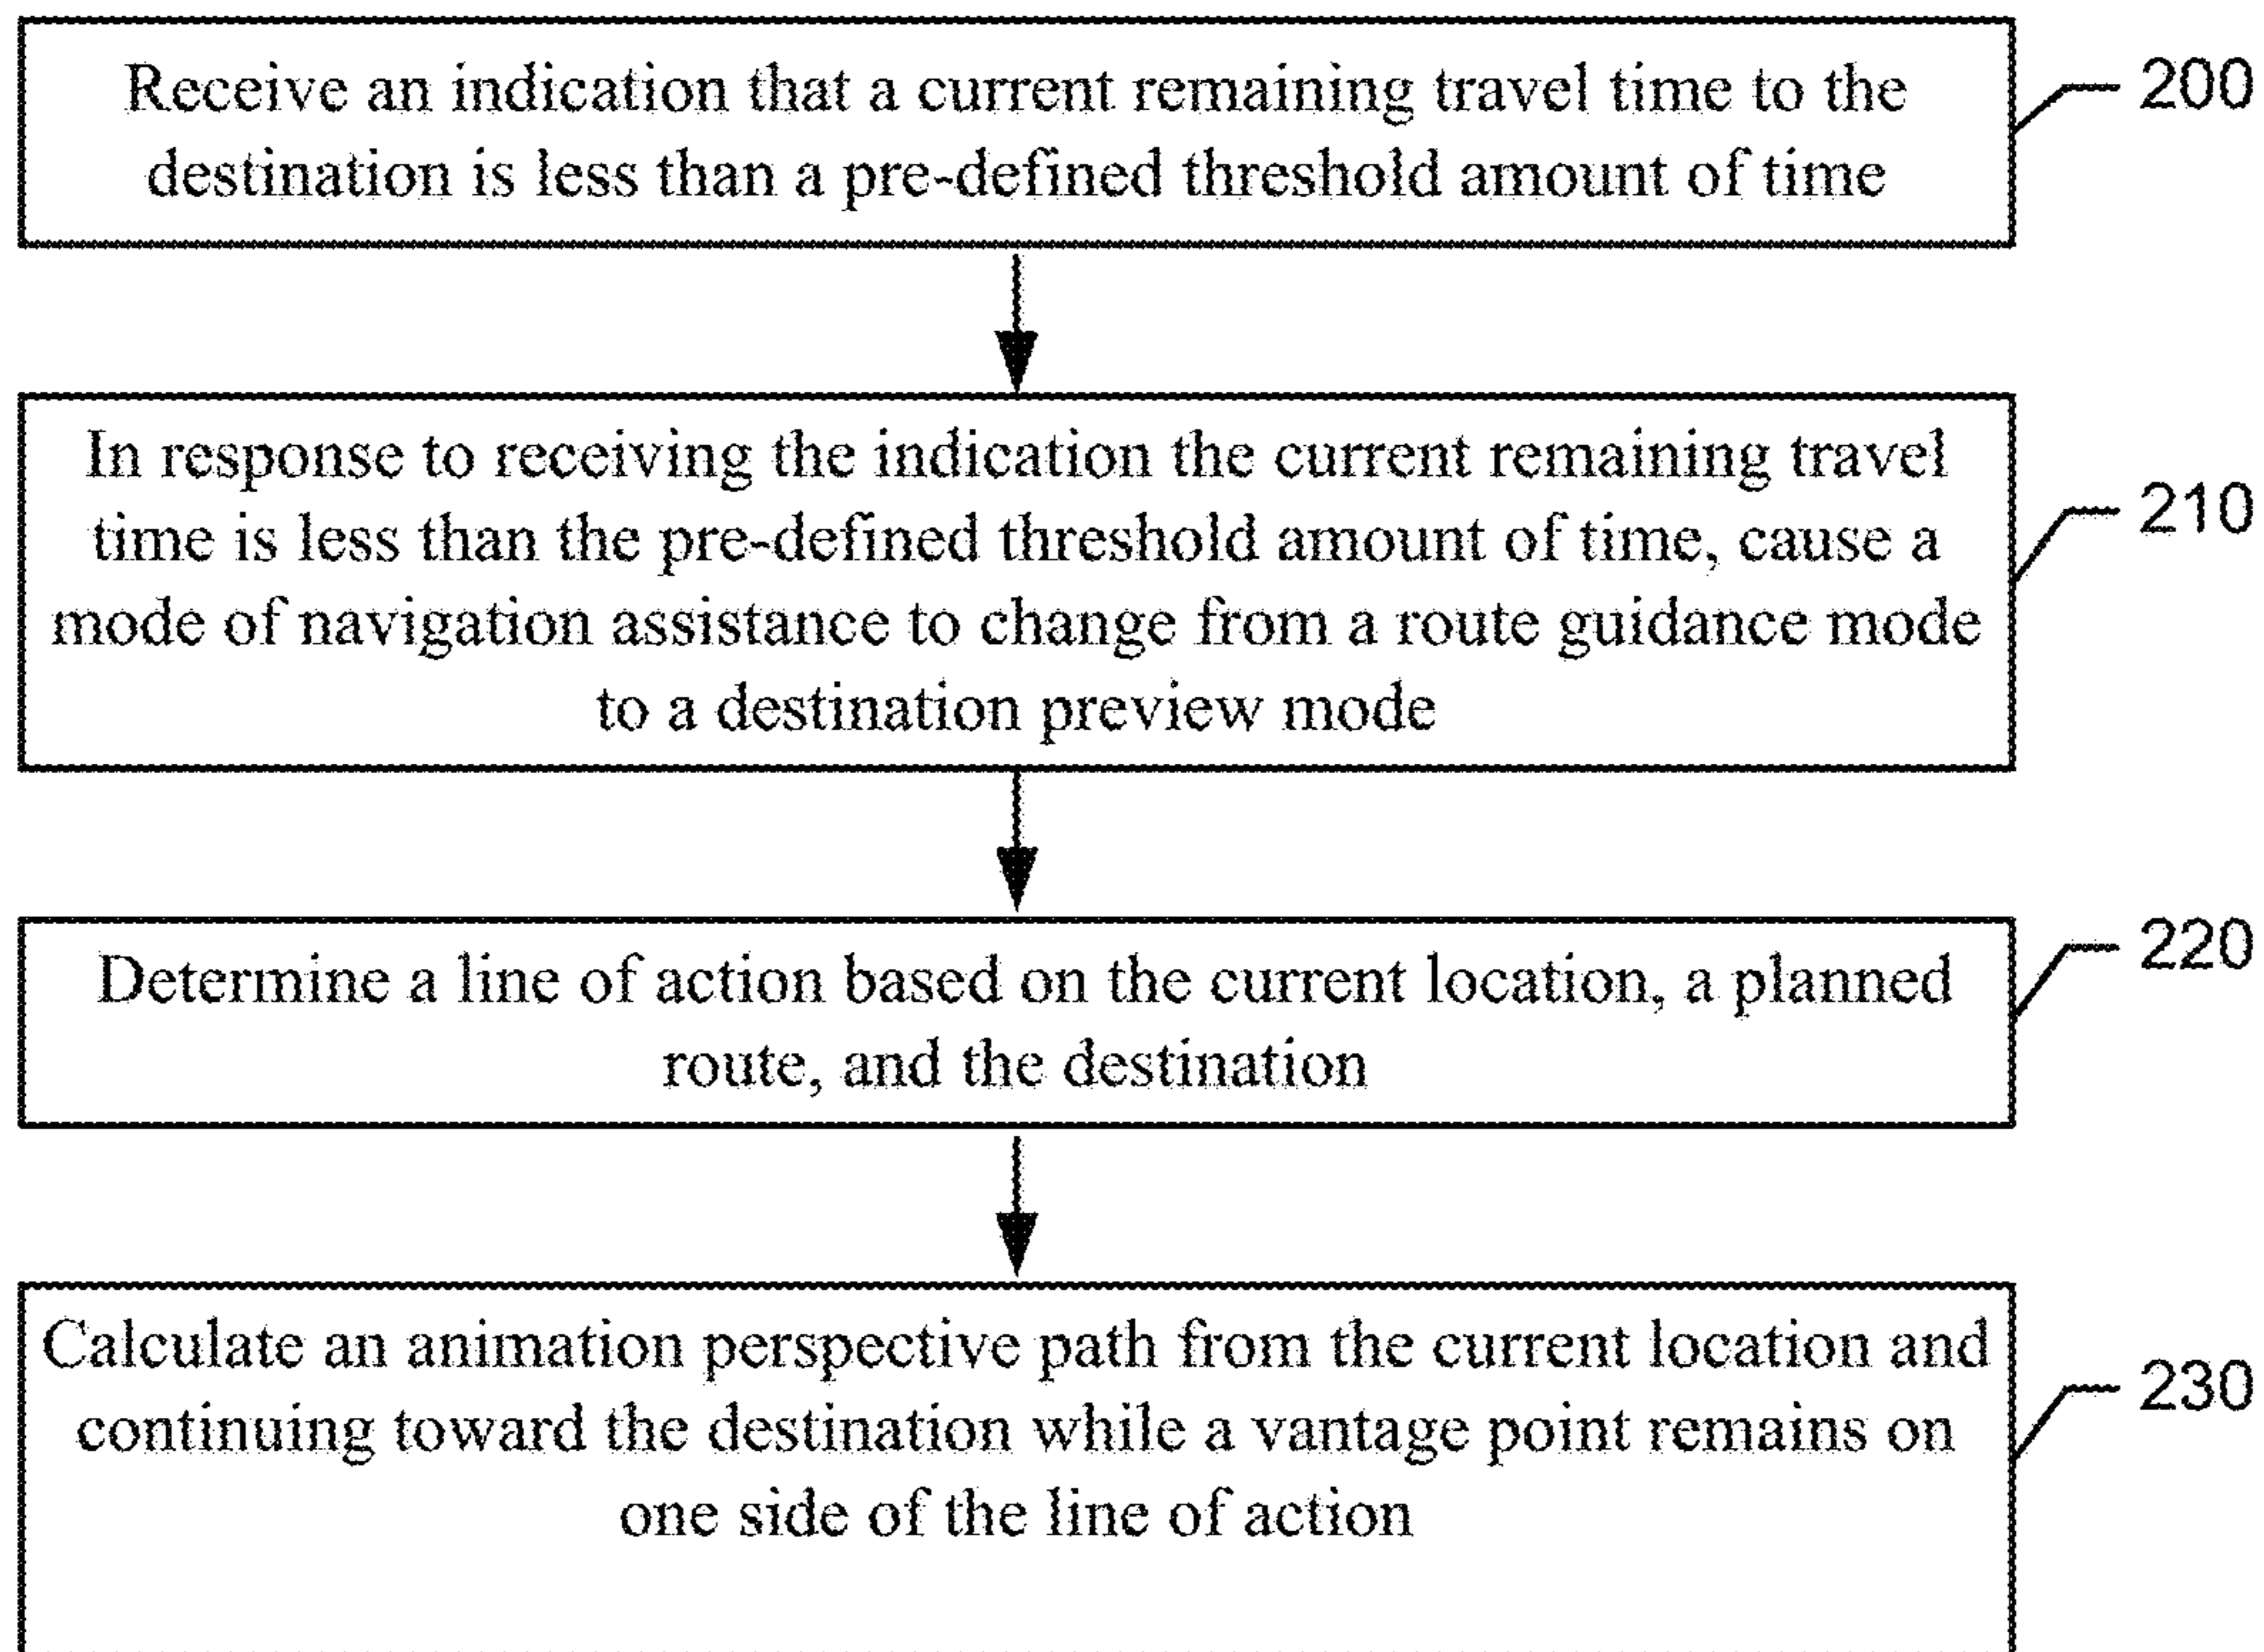 Receive an indication that a current remaining travel time to the
destination is less than a pre-defined threshold amount of time
200
In response to receiving the indication the current remaining travel
time is less than the pre-defined threshold amount of time, cause a
mode of navigation assistance to change from a route guidance mode
to a destination preview mode
210
Determine a line of action based on the current location, a planned
route, and the destination
220
Calculate an animation perspective path from the current location and
continuing toward the destination while a vantage point remains on
one side of the line of action
230